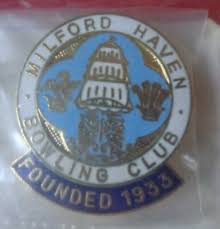 · MILFORD HAVEN ·
BOWLING CLUB
FOUNDED 1933